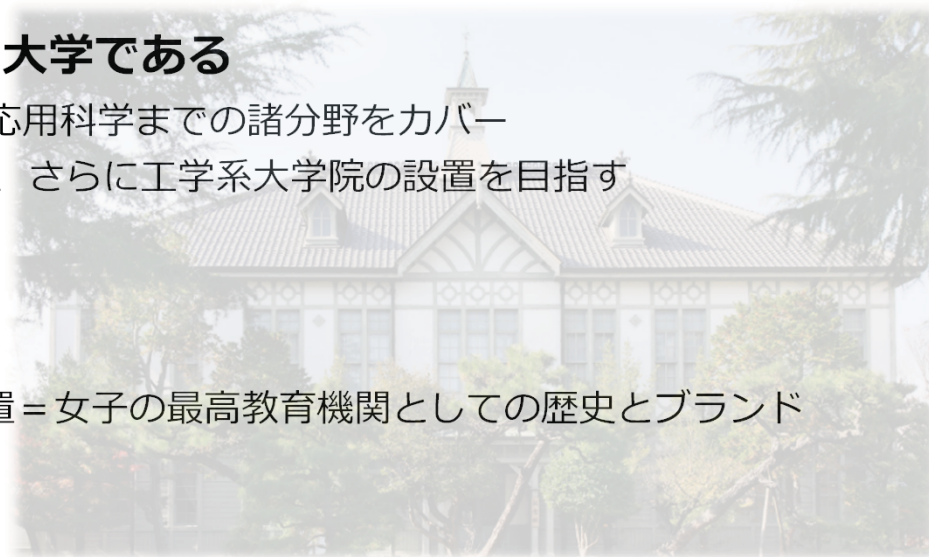 大学である
応用科学までの諸分野をカバー
、さらに工学系大学院の設置を目指す
置＝女子の最高教育機関としての歴史とブランド